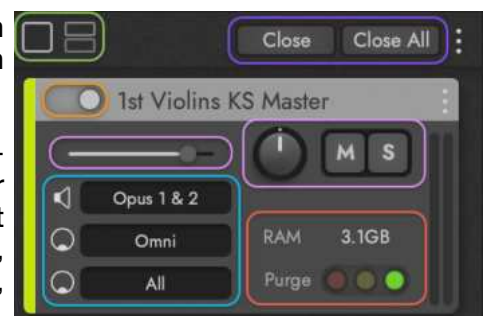 Close Close All
1st Violins KS Master
M S
Opus 1 & 2
Omni
RAM 3.1GB
All
Purge